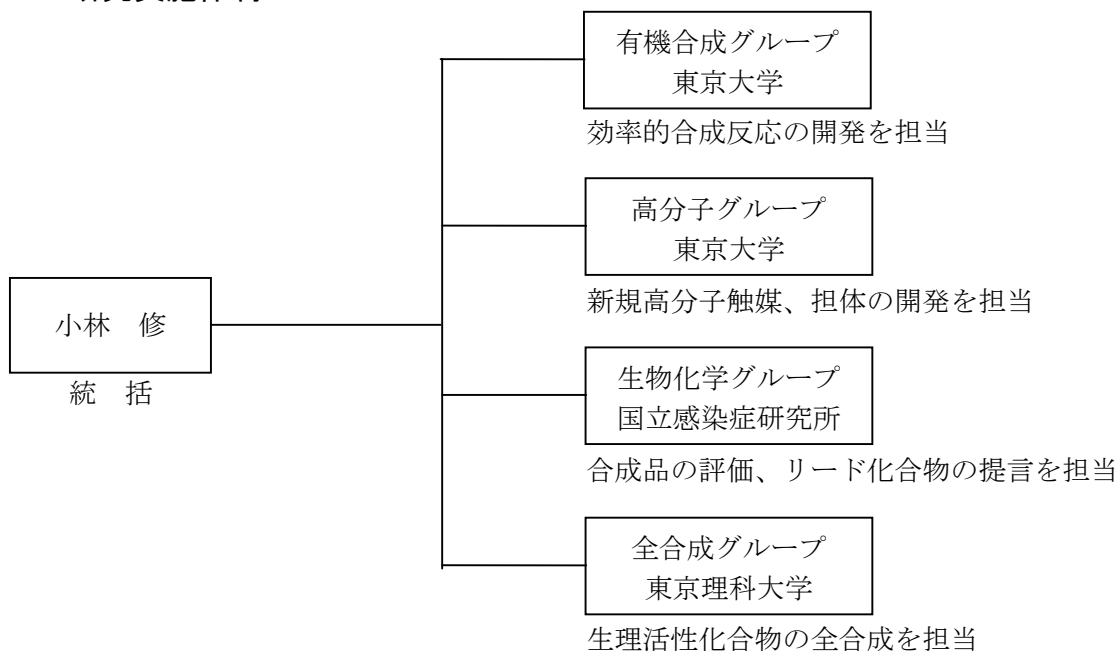 有機合成グループ
東京大学
効率的合成反応の開発を担当
高分子グループ
東京大学
新規高分子触媒、担体の開発を担当
小林　修
統　括
生物化学グループ
国立感染症研究所
合成品の評価、リード化合物の提言を担当
全合成グループ
東京理科大学
生理活性化合物の全合成を担当